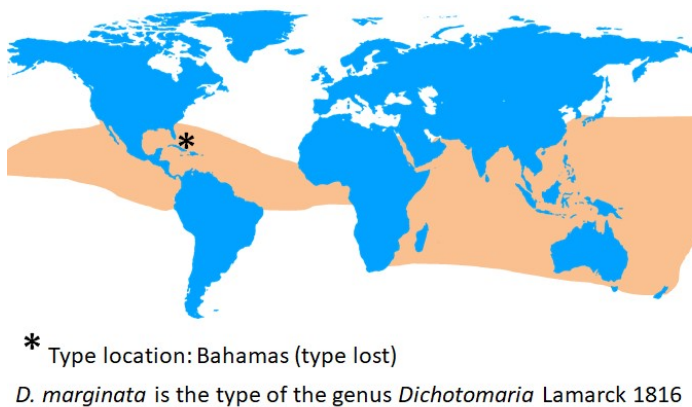 *
* Type location: Bahamas (type lost)
D. marginata is the type of the genus Dichotomaria Lamarck 1816